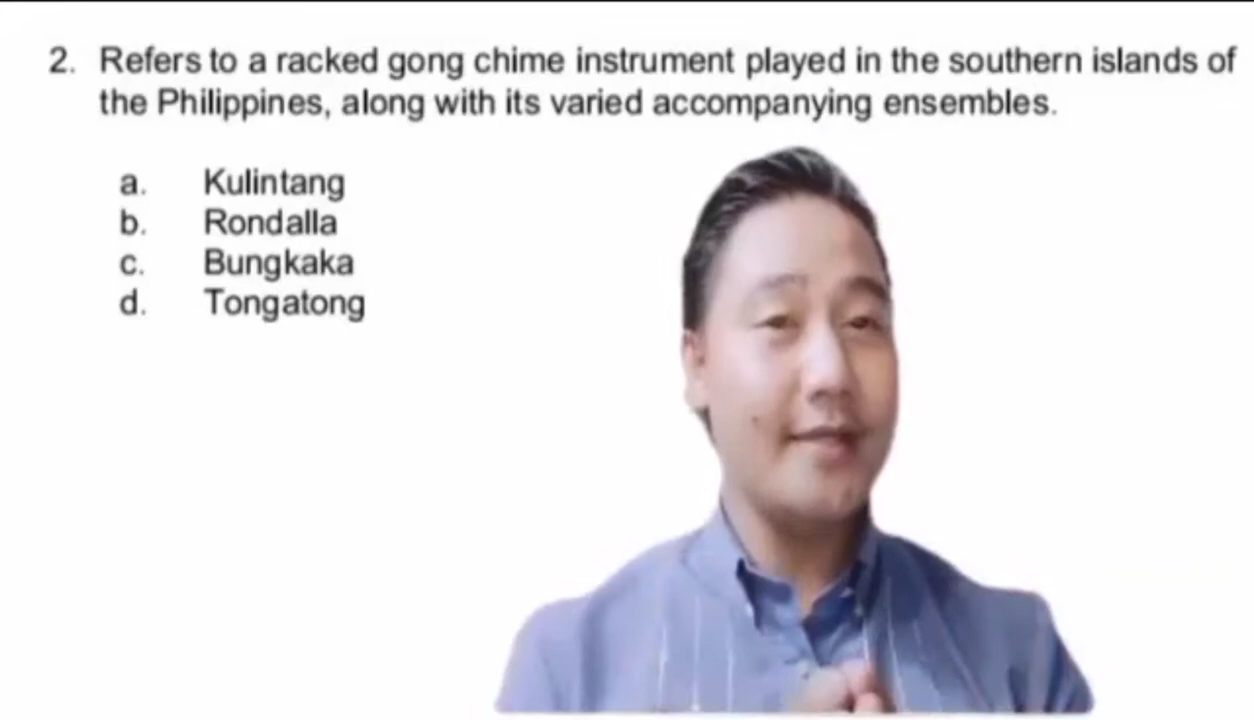 2. Refers to a racked gong chime instrument played in the southern islands of
the Philippines, along with its varied accompanying ensembles.
a. Kulintang
b. Rondalla
c. Bungkaka
d. Tongatong